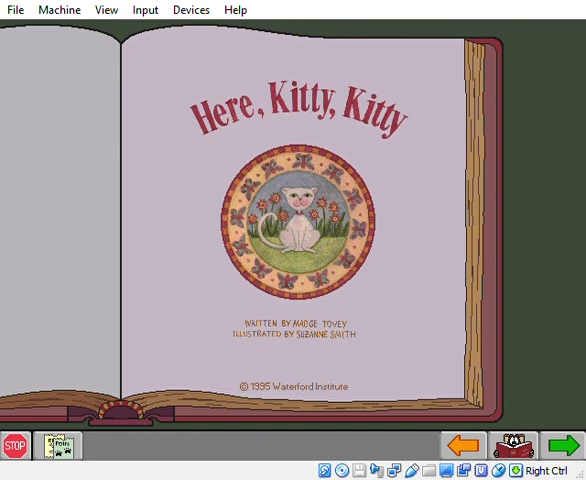 File Machine View Input Devices Help
Here, Kitty, Kitty
WRITTEN BY MADGE TOVEY
ILLUSTRATED BY SUZANNE SMITH
© 1995 Waterford Institute
STOP
Pairs
Right Ctrl